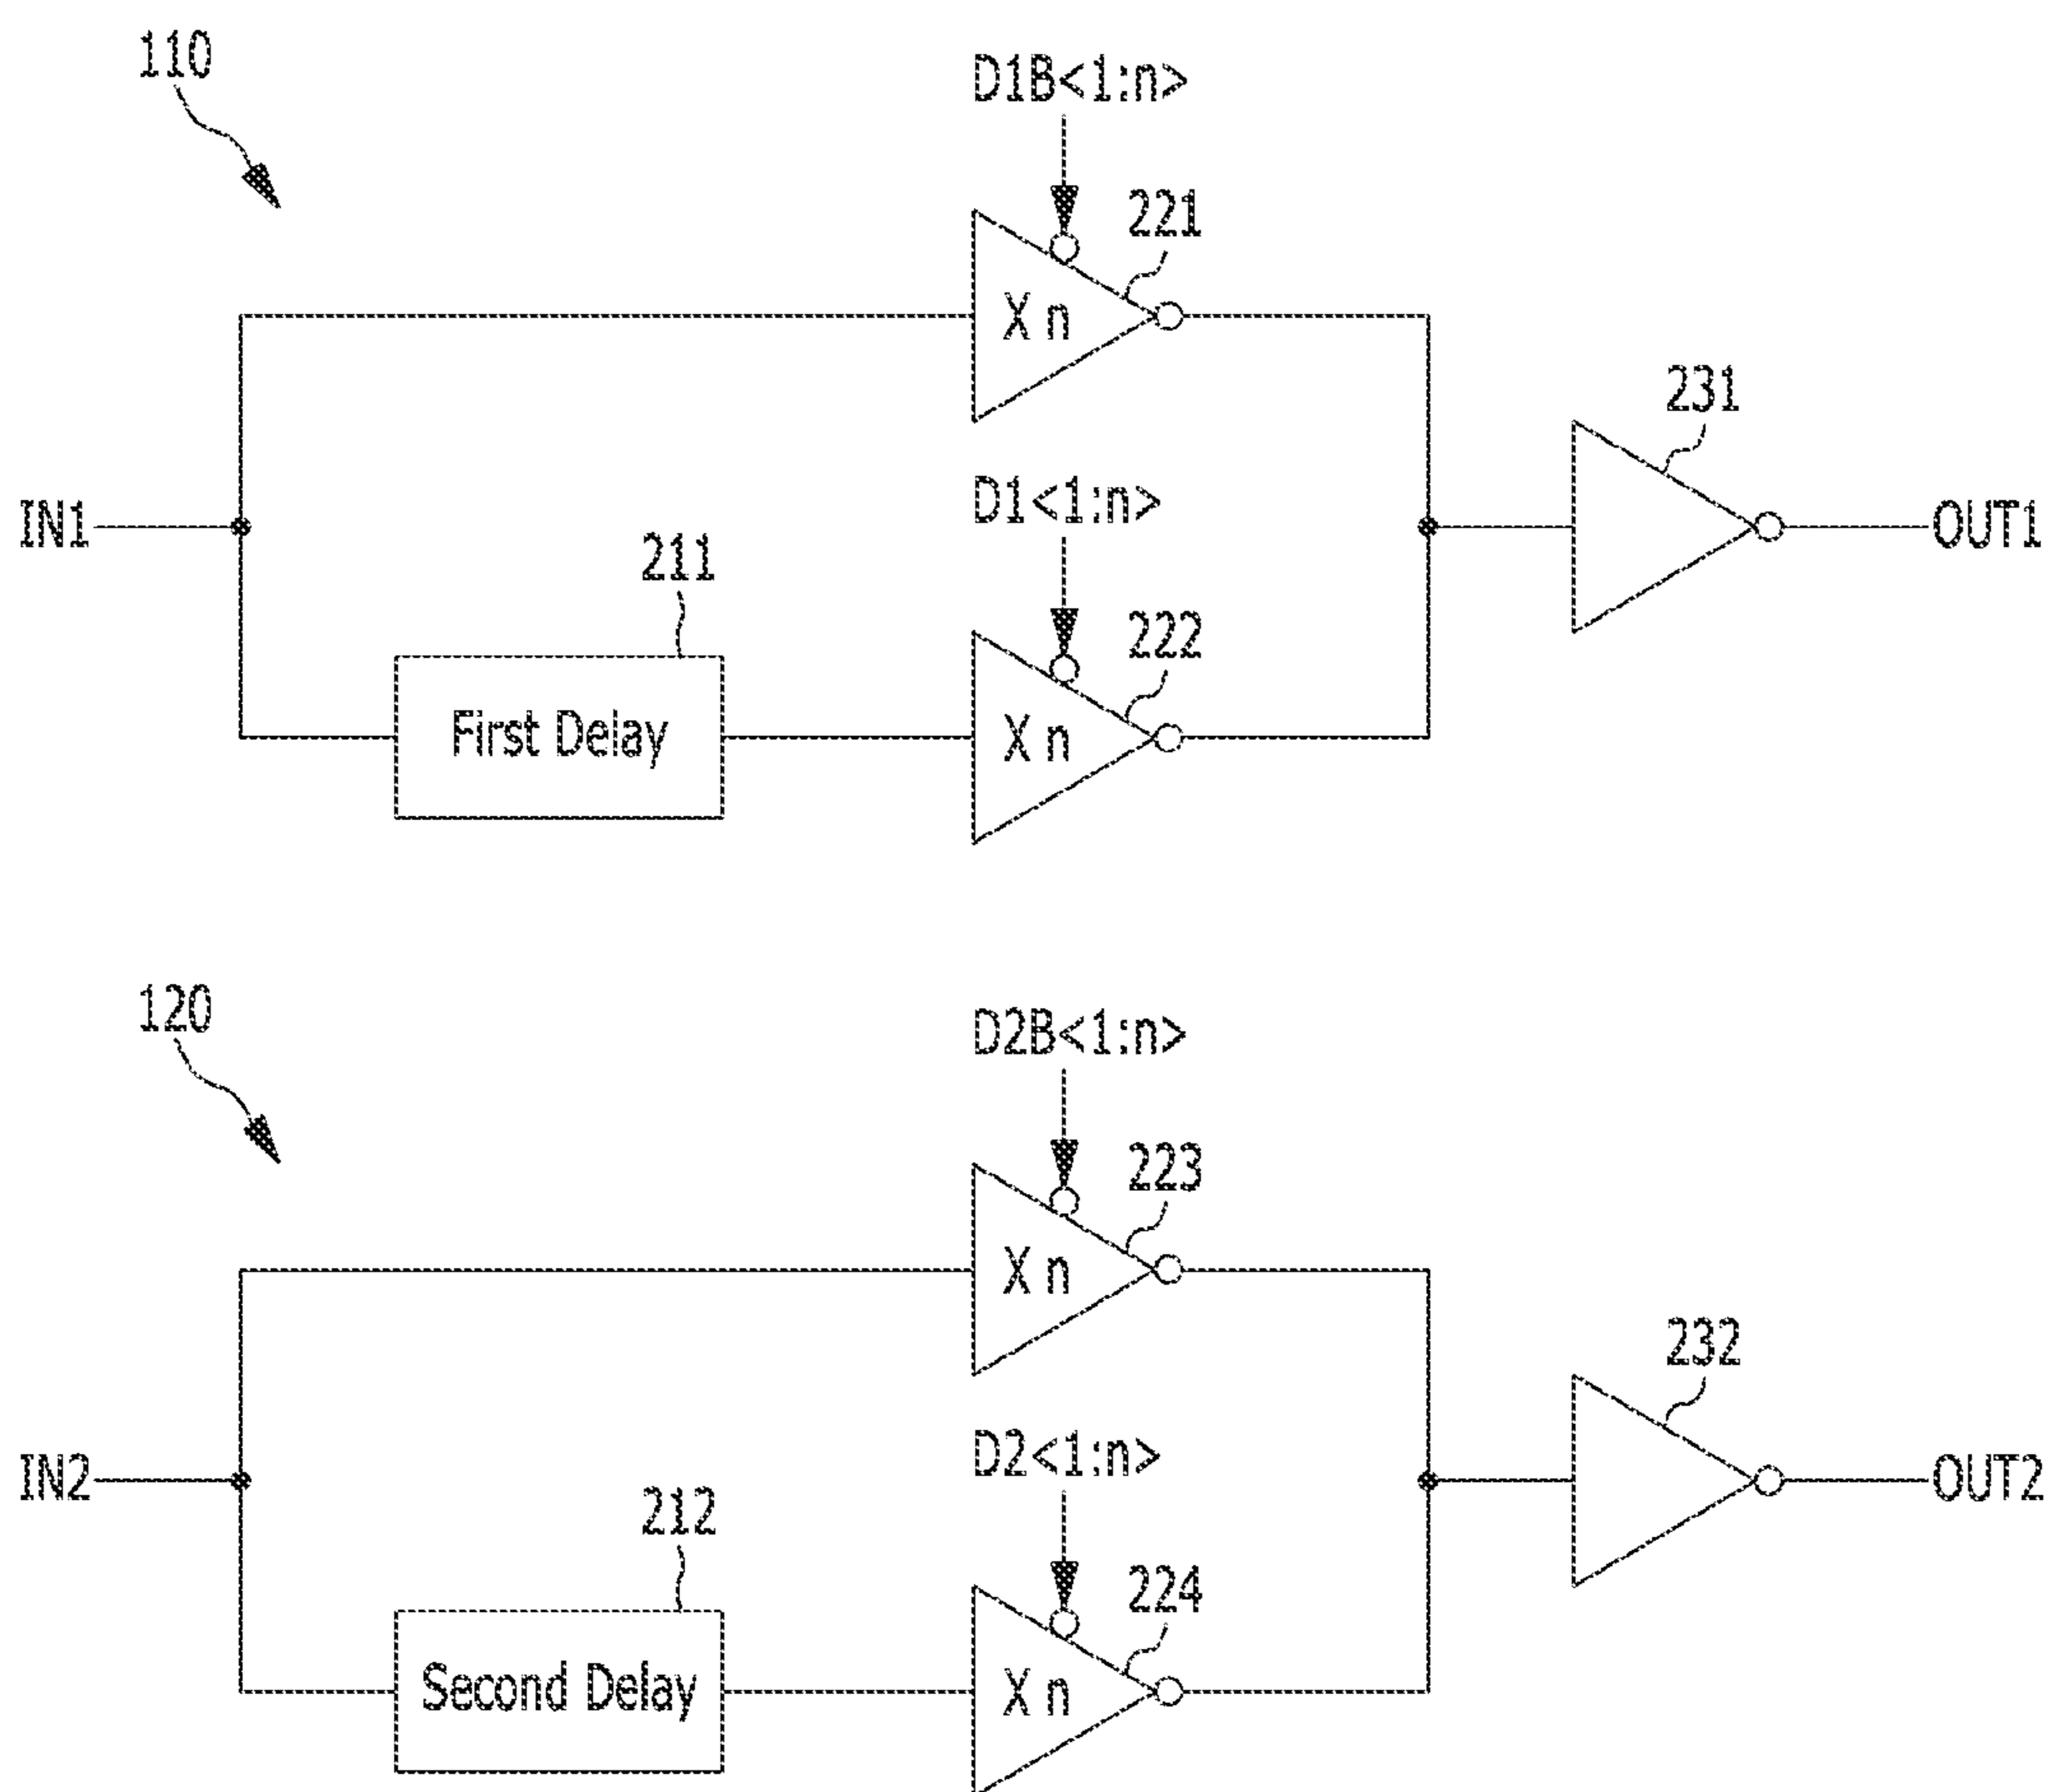 110
D1B<1:n>
221
X n
231
D1<1:n>
IN1
OUT1
211
222
First Delay
X n
120
D2B<1:n>
223
X n
232
D2<1:n>
IN2
OUT2
212
224
Second Delay
X n